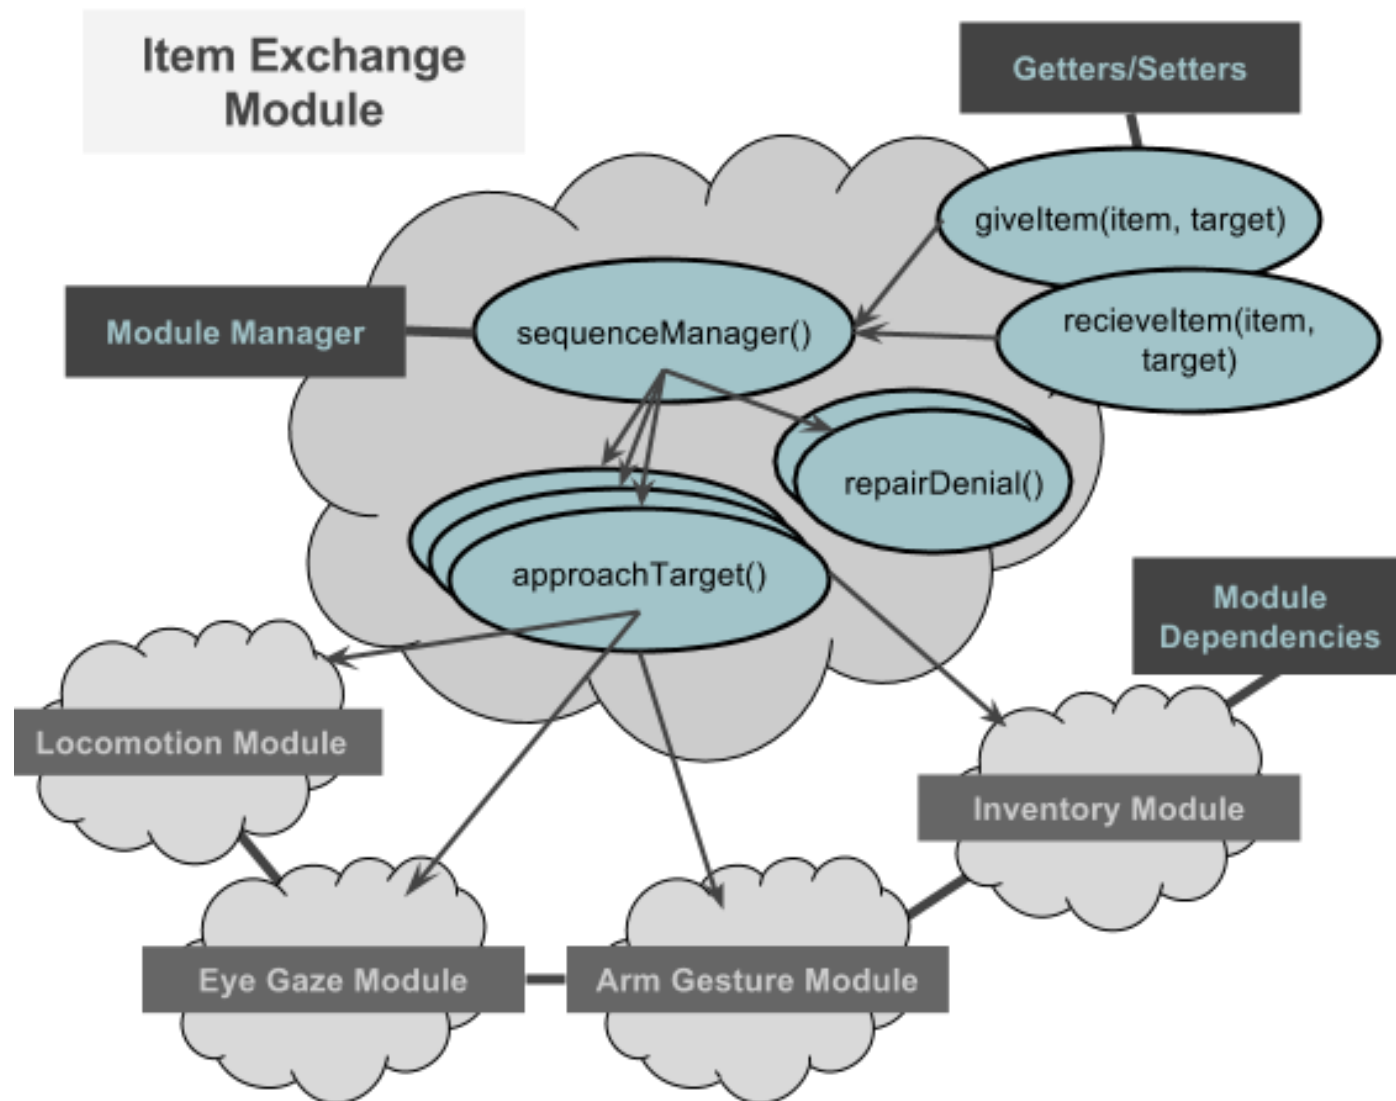 Item Exchange
Module
Getters/Setters
giveItem(item, target)
recieveItem(item,
target)
Module Manager
sequenceManager()
repairDenial()
approachTarget()
Module
Dependencies
Locomotion Module
Inventory Module
Eye Gaze Module
Arm Gesture Module